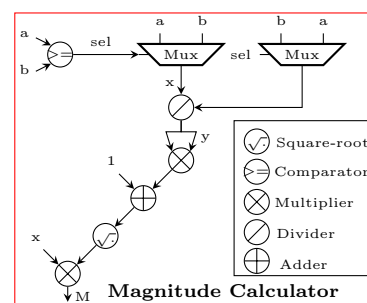 a b b a
a sel Mux sel Mux
>=
b
x
y
1
√.
x
M
√. Square-root
>= Comparator
Multiplier
Divider
Adder
Magnitude Calculator